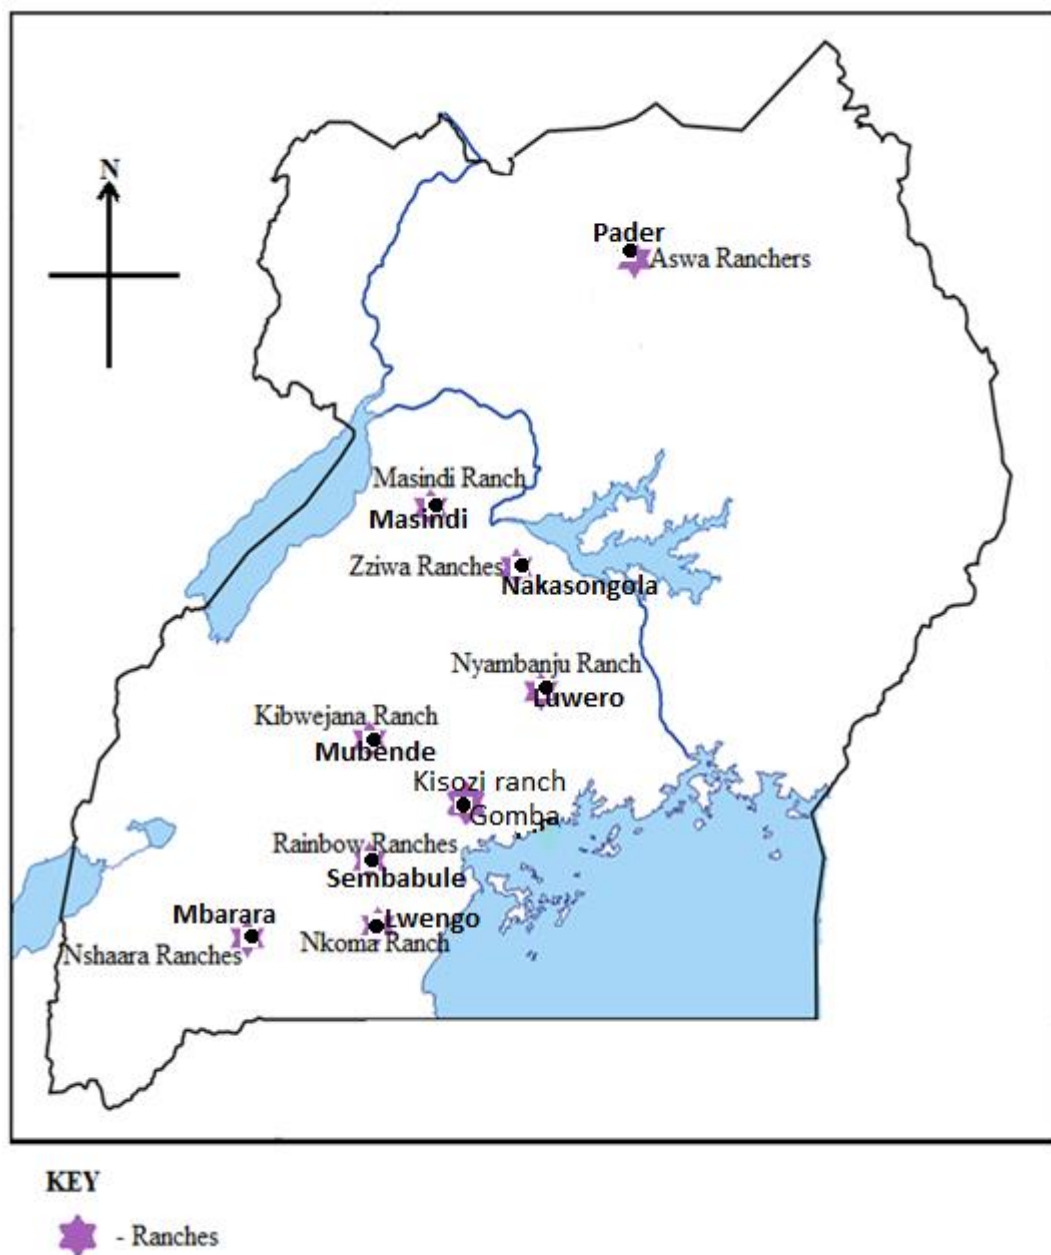 N
Pader
Aswa Ranchers
Masindi Ranch
Masindi
Zziwa Ranches
Nakasongola
Nyambanju Ranch
Luwero
Kibwejana Ranch
Mubende
Kisozi ranch
Gomba
Rainbow Ranches
Sembabule
Mbarara
Lwengo
Nkoma Ranch
Nshaara Ranches
KEY
- Ranches